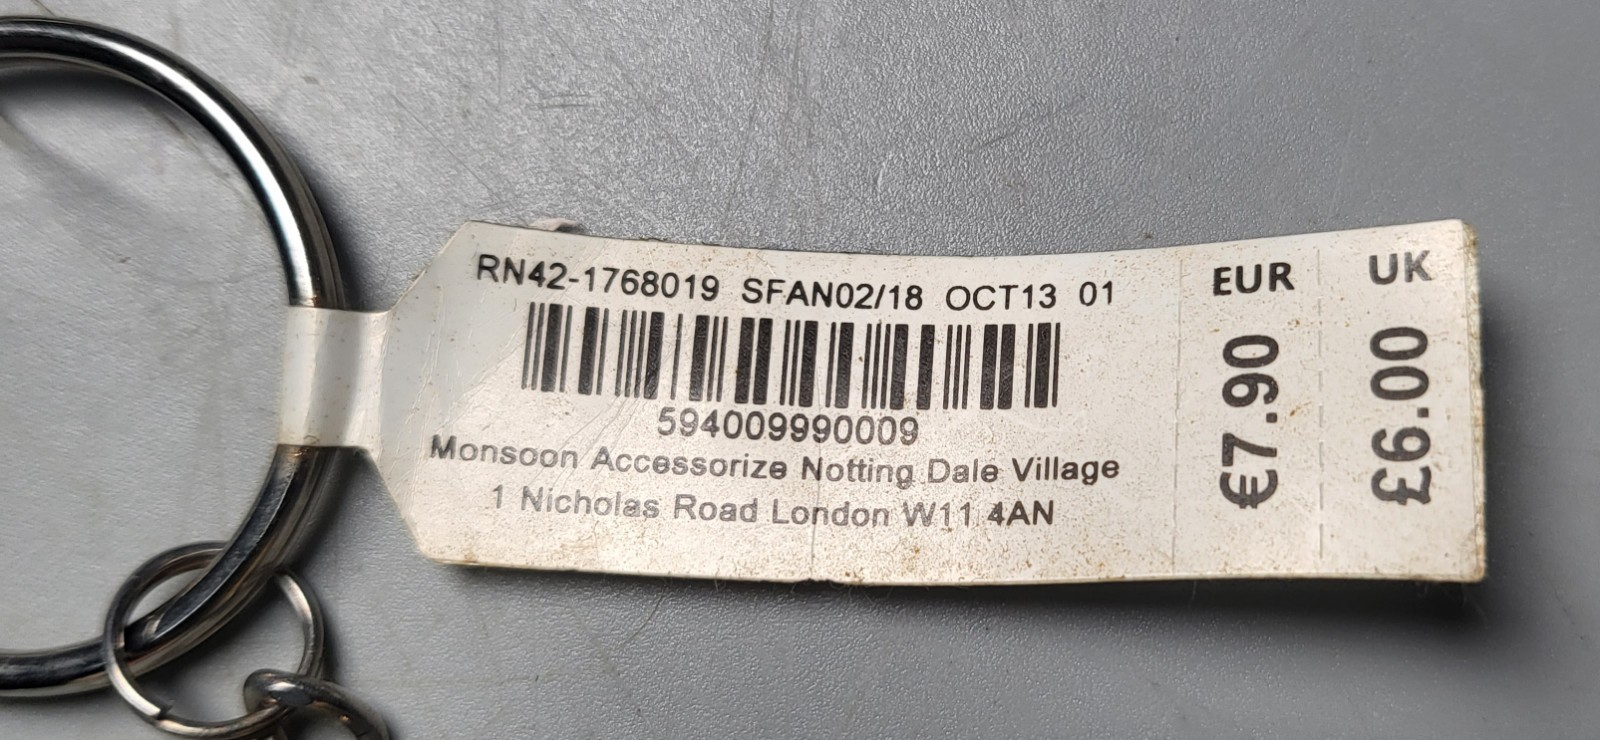 RN42-1768019 SFAN02/18 OCT13 01
594009990009
Monsoon Accessorize Notting Dale Village
1 Nicholas Road London W11 4AN
EUR
€7.90
UK
£6.00